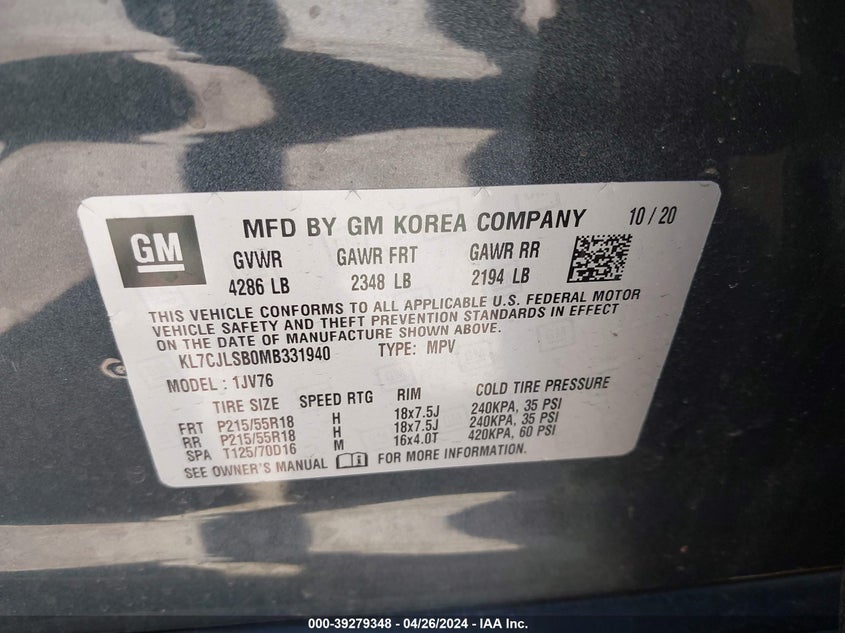 GM
MFD BY GM KOREA COMPANY 10/20
GVWR GAWR FRT GAWR RR
4286 LB 2348 LB 2194 LB
THIS VEHICLE CONFORMS TO ALL APPLICABLE U.S. FEDERAL MOTOR
VEHICLE SAFETY AND THEFT PREVENTION STANDARDS IN EFFECT
ON THE DATE OF MANUFACTURE SHOWN ABOVE.
KL7CJLSB0MB331940 TYPE: MPV
MODEL : 1JV76
TIRE SIZE SPEED RTG RIM COLD TIRE PRESSURE
FRT P215/55R18 H 18x7.5J 240KPA, 35 PSI
RR P215/55R18 H 18x7.5J 240KPA, 35 PSI
SPA T125/70D16 M 16x4.0T 420KPA, 60 PSI
SEE OWNER'S MANUAL FOR MORE INFORMATION.
000-39279348 - 04/26/2024 - IAA Inc.